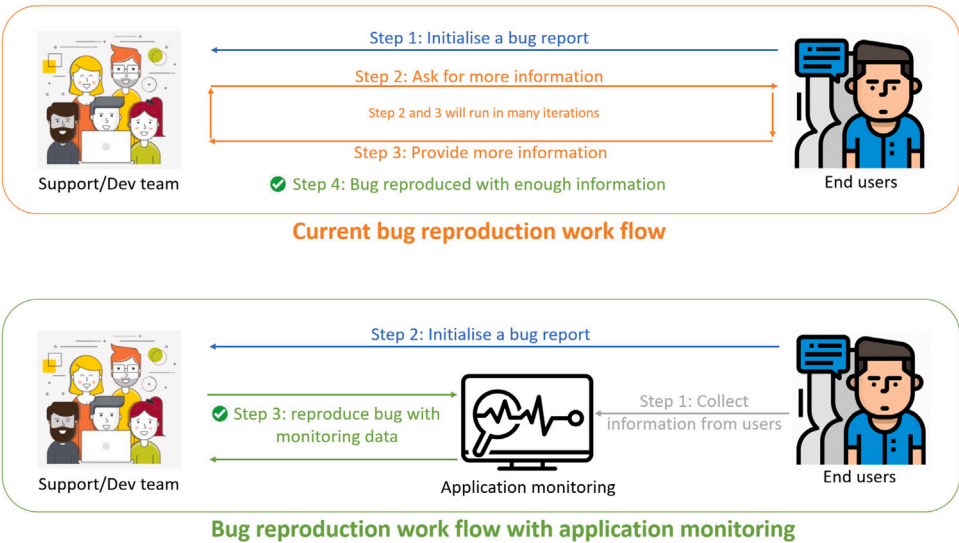 Step 1: Initialise a bug report
Step 2: Ask for more information
Step 2 and 3 will run in many iterations
Step 3: Provide more information
Support/Dev team
Step 4: Bug reproduced with enough information
End users
Current bug reproduction work flow
Step 2: Initialise a bug report
Step 3: reproduce bug with
monitoring data
Step 1: Collect
information from users
Support/Dev team
Application monitoring
End users
Bug reproduction work flow with application monitoring